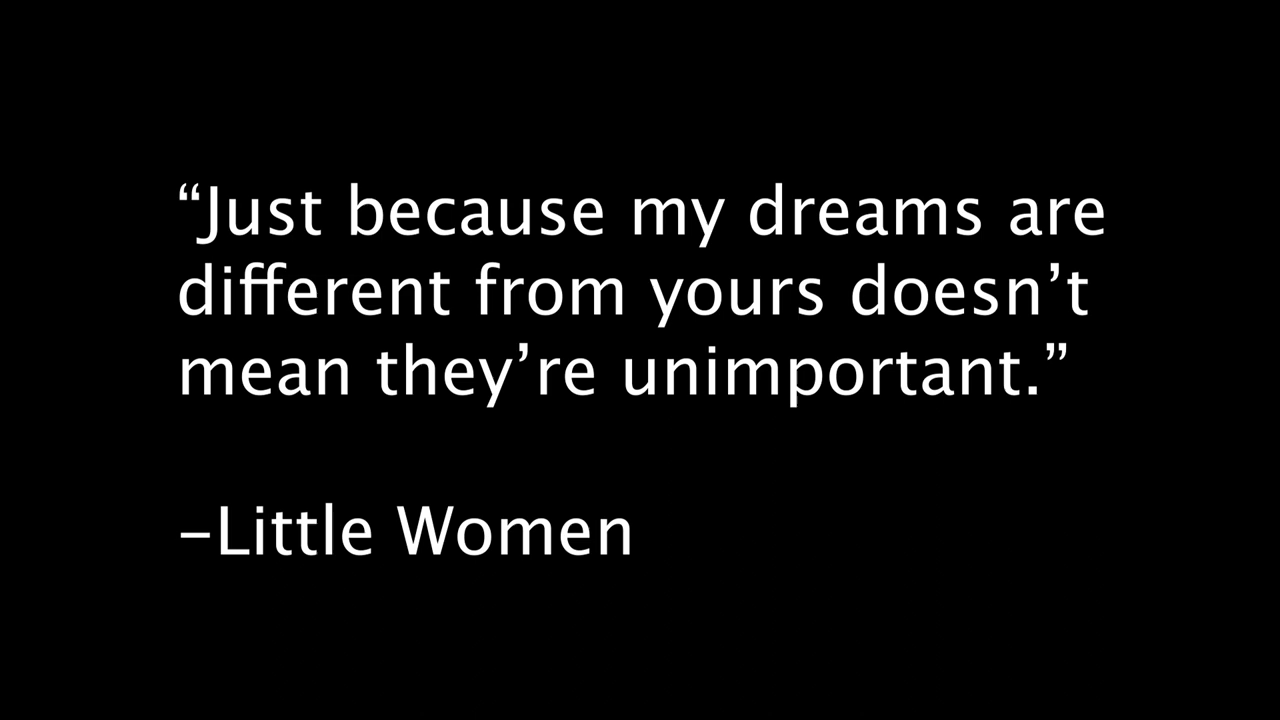 “Just because my dreams are
different from yours doesn’t
mean they’re unimportant.”
–Little Women